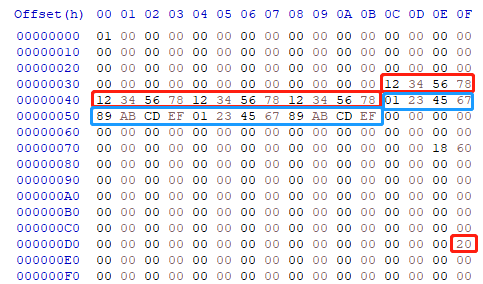 Offset(h) 00 01 02 03 04 05 06 07 08 09 0A 0B 0C 0D 0E 0F
00000000 01 00 00 00 00 00 00 00 00 00 00 00 00 00 00 00
00000010 00 00 00 00 00 00 00 00 00 00 00 00 00 00 00 00
00000020 00 00 00 00 00 00 00 00 00 00 00 00 00 00 00 00
00000030 00 00 00 00 00 00 00 00 00 00 00 00 12 34 56 78
00000040 12 34 56 78 12 34 56 78 12 34 56 78 01 23 45 67
00000050 89 AB CD EF 01 23 45 67 89 AB CD EF 00 00 00 00
00000060 00 00 00 00 00 00 00 00 00 00 00 00 00 00 00 00
00000070 00 00 00 00 00 00 00 00 00 00 00 00 00 00 18 60
00000080 00 00 00 00 00 00 00 00 00 00 00 00 00 00 00 00
00000090 00 00 00 00 00 00 00 00 00 00 00 00 00 00 00 00
000000A0 00 00 00 00 00 00 00 00 00 00 00 00 00 00 00 00
000000B0 00 00 00 00 00 00 00 00 00 00 00 00 00 00 00 00
000000C0 00 00 00 00 00 00 00 00 00 00 00 00 00 00 00 00
000000D0 00 00 00 00 00 00 00 00 00 00 00 00 00 00 00 20
000000E0 00 00 00 00 00 00 00 00 00 00 00 00 00 00 00 00
000000F0 00 00 00 00 00 00 00 00 00 00 00 00 00 00 00 00